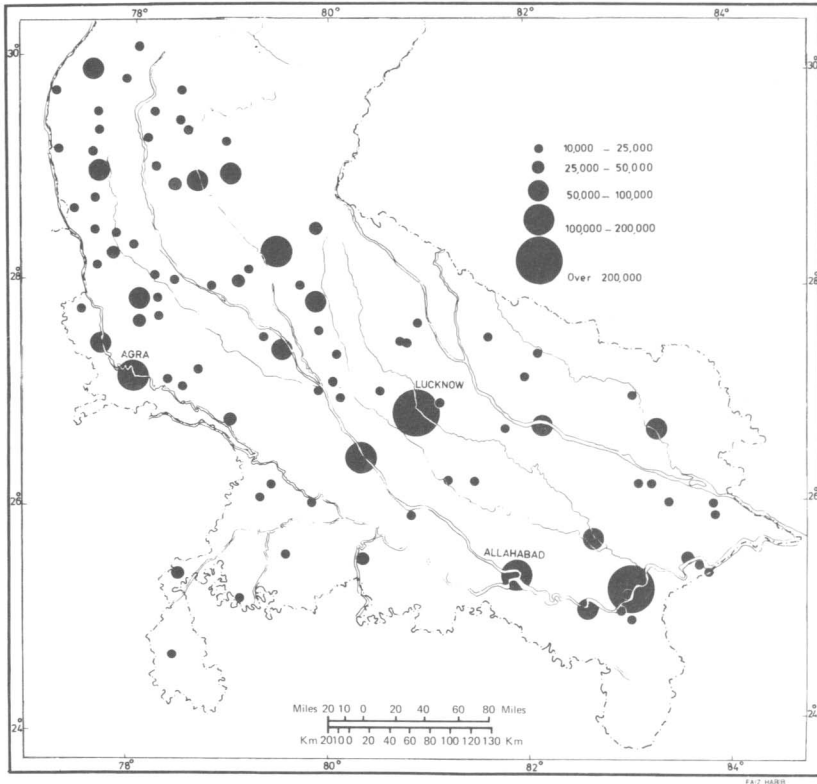 78° 80° 82° 84°
30° 30°
10,000 – 25,000
25,000 – 50,000
50,000 – 100,000
100,000 – 200,000
Over 200,000
28° 28°
AGRA
LUCKNOW
26° 26°
ALLAHABAD
Miles 20 10 0 20 40 60 80 Miles
Km 20 10 0 20 40 60 80 100 120 130 Km
24° 24°
78° 80° 82° 84°
FAIZ HABIB